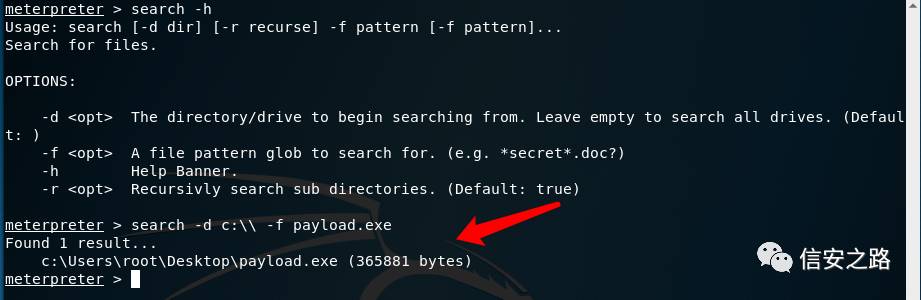 meterpreter > search -h
Usage: search [-d dir] [-r recurse] -f pattern [-f pattern]...
Search for files.
OPTIONS:
-d <opt>  The directory/drive to begin searching from. Leave empty to search all drives. (Defaul
t: )
-f <opt>  A file pattern glob to search for. (e.g. *secret*.doc?)
-h        Help Banner.
-r <opt>  Recursivly search sub directories. (Default: true)
meterpreter > search -d c:\\ -f payload.exe
Found 1 result...
c:\Users\root\Desktop\payload.exe (365881 bytes)
meterpreter >
信安之路